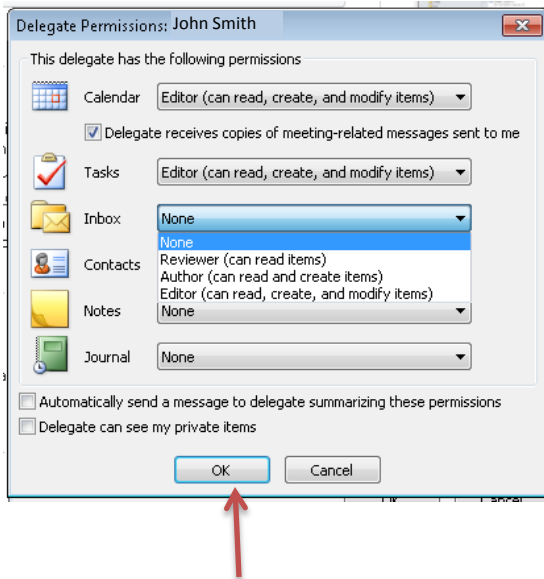 Delegate Permissions: John Smith
This delegate has the following permissions
Calendar Editor (can read, create, and modify items)
Delegate receives copies of meeting-related messages sent to me
Tasks Editor (can read, create, and modify items)
Inbox None
None
Reviewer (can read items)
Contacts
Author (can read and create items)
Editor (can read, create, and modify items)
Notes None
Journal None
Automatically send a message to delegate summarizing these permissions
Delegate can see my private items
OK Cancel